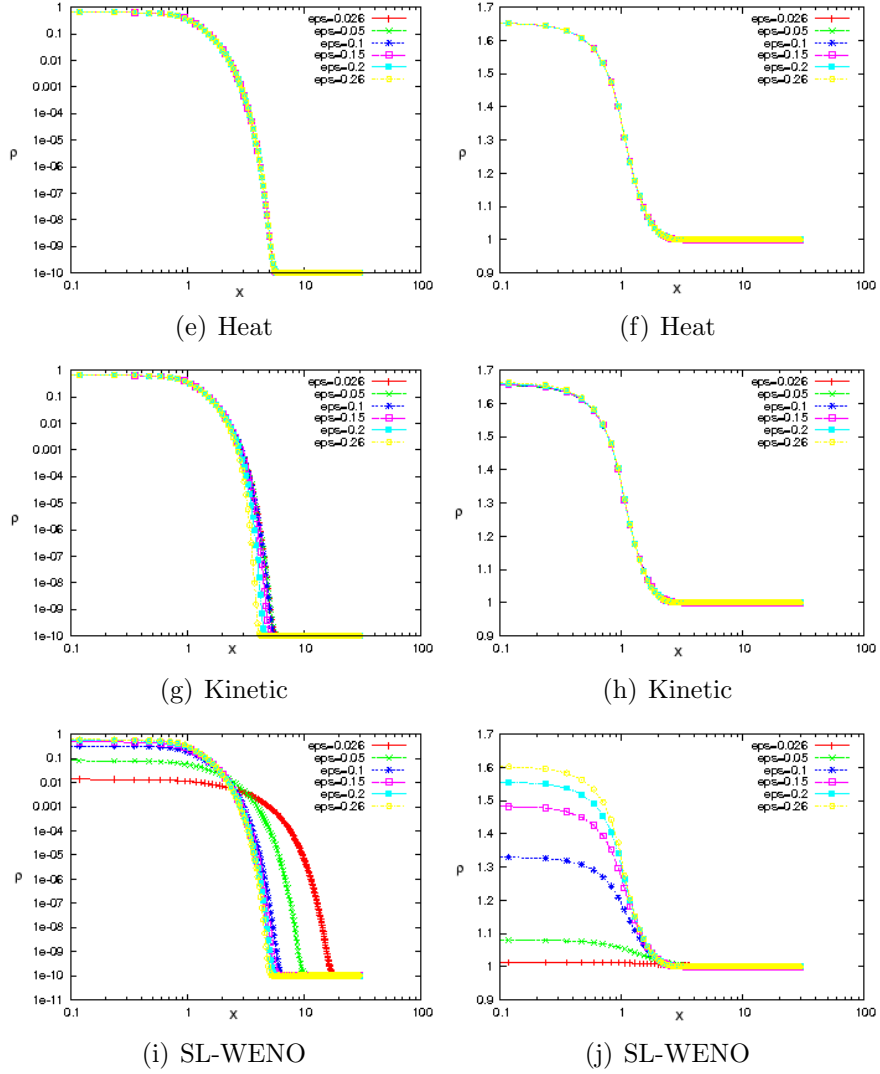 1
0.1
0.01
0.001
1e-04
1e-05
1e-06
1e-07
1e-08
1e-09
1e-10
ρ
0.1
1
10
100
x
eps=0.026
eps=0.05
eps=0.1
eps=0.15
eps=0.2
eps=0.26
(e) Heat
1.7
1.6
1.5
1.4
1.3
1.2
1.1
1
0.9
ρ
0.1
1
10
100
x
eps=0.026
eps=0.05
eps=0.1
eps=0.15
eps=0.2
eps=0.26
(f) Heat
1
0.1
0.01
0.001
1e-04
1e-05
1e-06
1e-07
1e-08
1e-09
1e-10
ρ
0.1
1
10
100
x
eps=0.026
eps=0.05
eps=0.1
eps=0.15
eps=0.2
eps=0.26
(g) Kinetic
1.7
1.6
1.5
1.4
1.3
1.2
1.1
1
0.9
ρ
0.1
1
10
100
x
eps=0.026
eps=0.05
eps=0.1
eps=0.15
eps=0.2
eps=0.26
(h) Kinetic
1
0.1
0.01
0.001
1e-04
1e-05
1e-06
1e-07
1e-08
1e-09
1e-10
1e-11
ρ
0.1
1
10
100
x
eps=0.026
eps=0.05
eps=0.1
eps=0.15
eps=0.2
eps=0.26
(i) SL-WENO
1.7
1.6
1.5
1.4
1.3
1.2
1.1
1
0.9
ρ
0.1
1
10
100
x
eps=0.026
eps=0.05
eps=0.1
eps=0.15
eps=0.2
eps=0.26
(j) SL-WENO